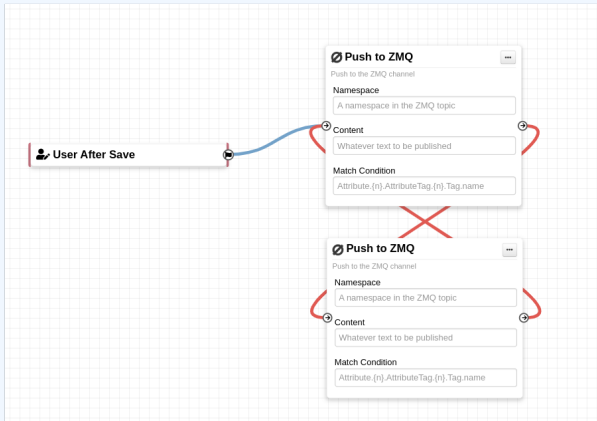 Push to ZMQ
...
Push to the ZMQ channel
Namespace
A namespace in the ZMQ topic
Content
Whatever text to be published
User After Save
Match Condition
Attribute.{n}.AttributeTag.{n}.Tag.name
Push to ZMQ
...
Push to the ZMQ channel
Namespace
A namespace in the ZMQ topic
Content
Whatever text to be published
Match Condition
Attribute.{n}.AttributeTag.{n}.Tag.name